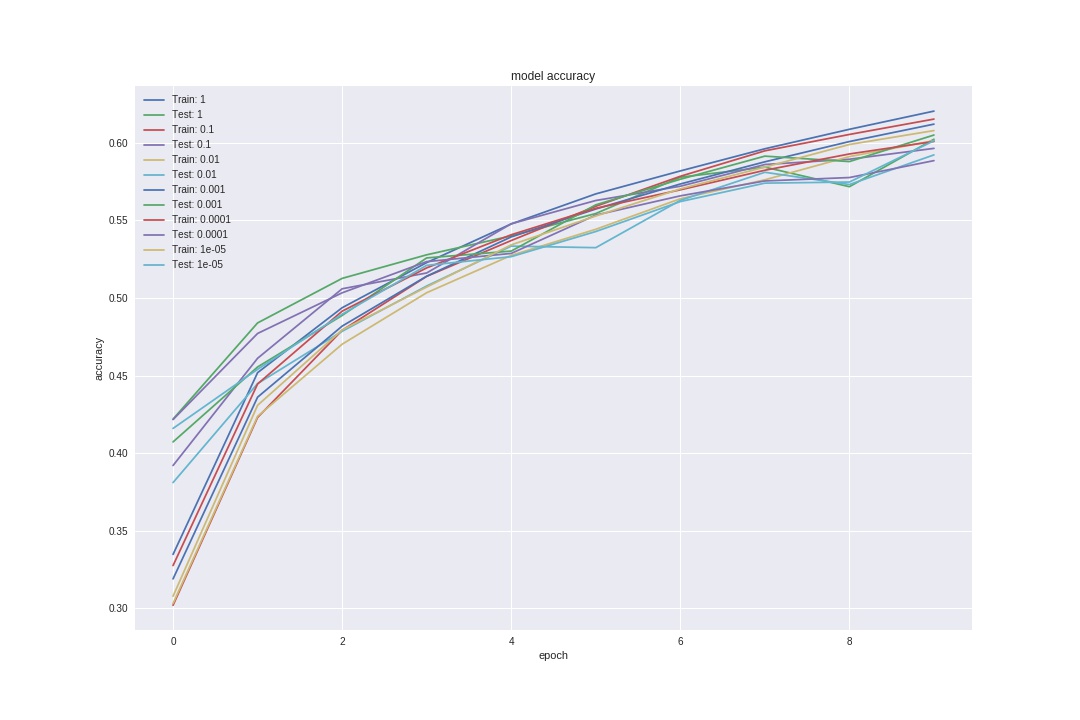 model accuracy
Train: 1
Test: 1
Train: 0.1
Test: 0.1
Train: 0.01
Test: 0.01
Train: 0.001
Test: 0.001
Train: 0.0001
Test: 0.0001
Train: 1e-05
Test: 1e-05
0.60
0.55
0.50
0.45
0.40
0.35
0.30
accuracy
0 2 4 6 8
epoch